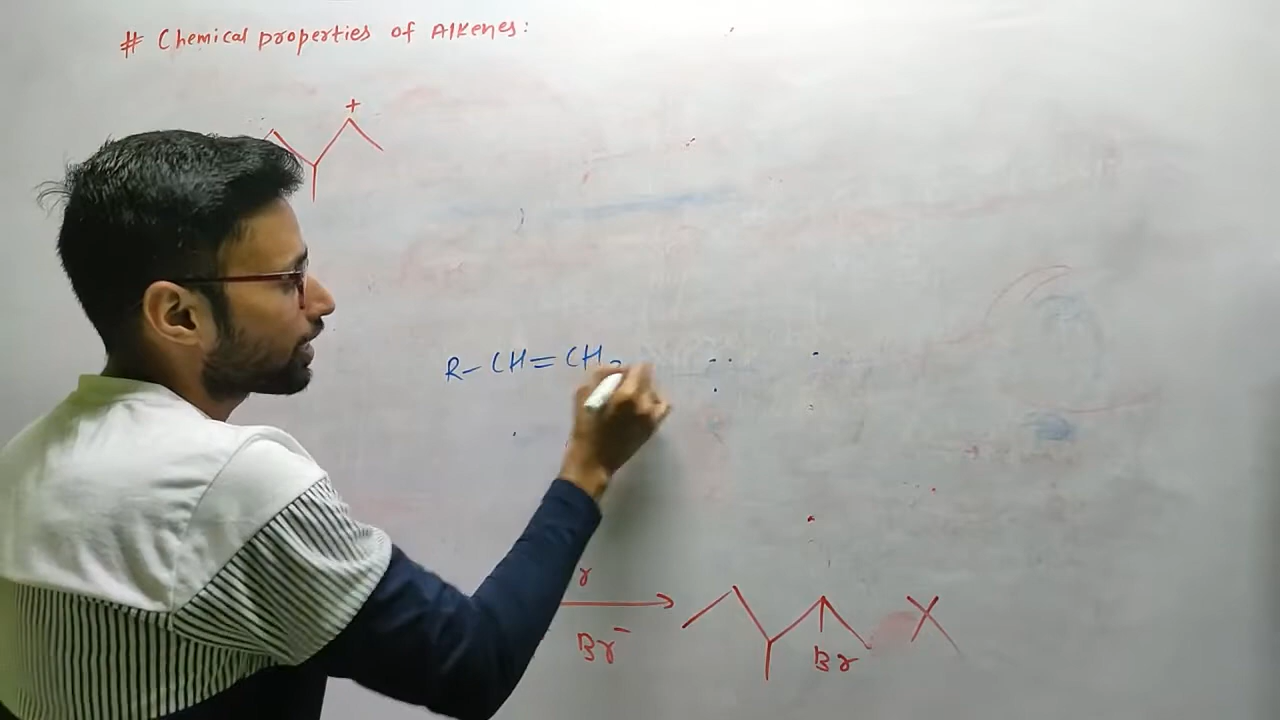 # Chemical properties of Alkenes:
+
R-CH=CH2
r
Br⁻
Br